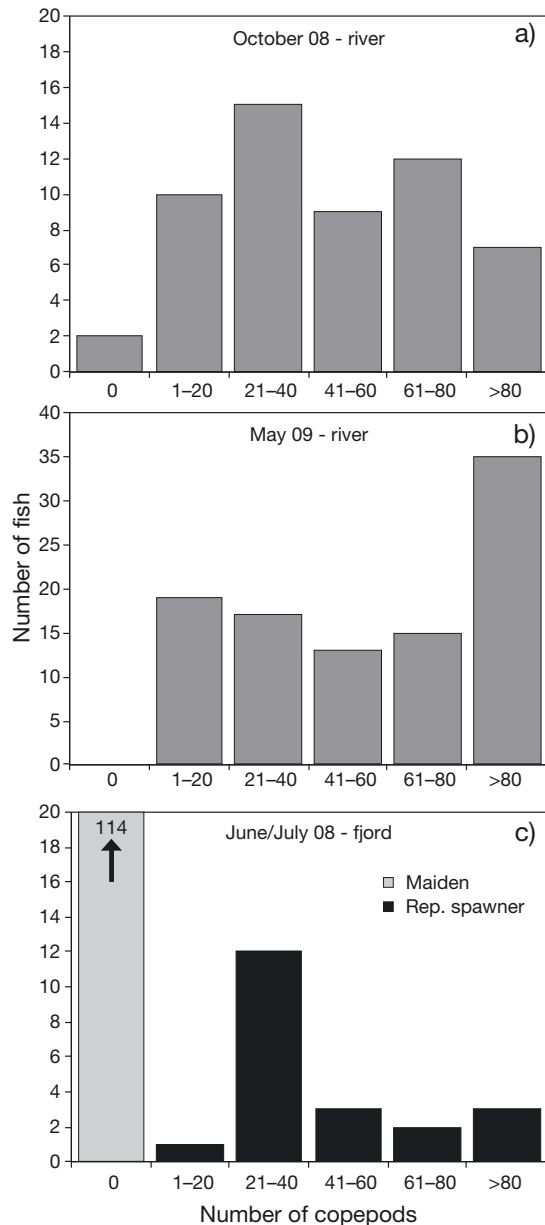 20
18
16
14
12
10
8
6
4
2
0
October 08 - river
a)
0 1–20 21–40 41–60 61–80 >80
40
35
30
25
20
15
10
5
0
May 09 - river
b)
0 1–20 21–40 41–60 61–80 >80
Number of fish
20
18
16
14
12
10
8
6
4
2
0
114
June/July 08 - fjord
c)
Maiden
Rep. spawner
0 1–20 21–40 41–60 61–80 >80
Number of copepods